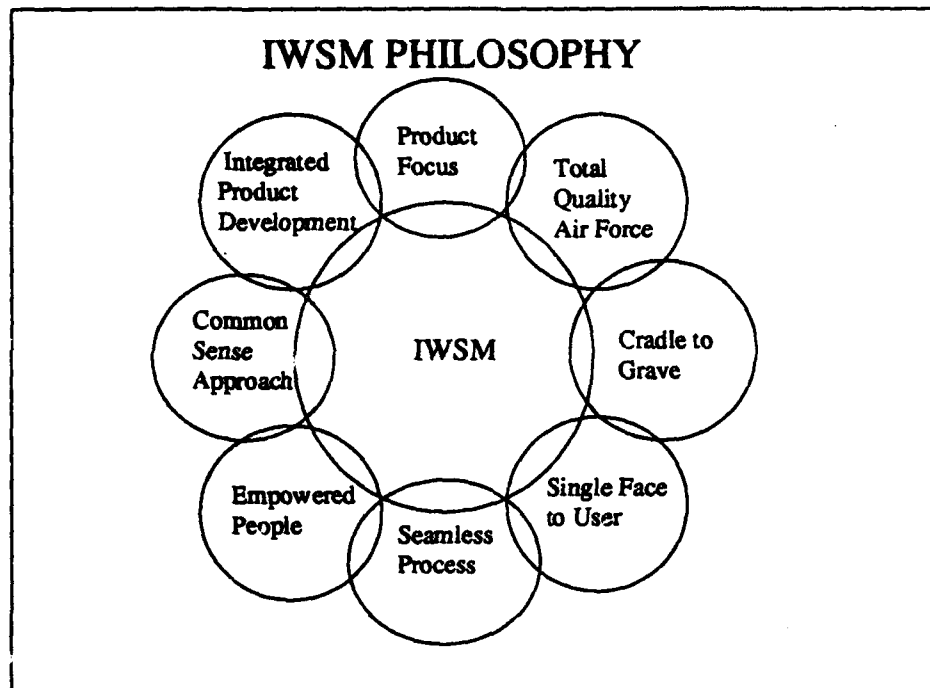 IWSM PHILOSOPHY
Product
Focus
Integrated
Product
Development
Total
Quality
Air Force
Common
Sense
Approach
IWSM
Cradle to
Grave
Empowered
People
Single Face
to User
Seamless
Process